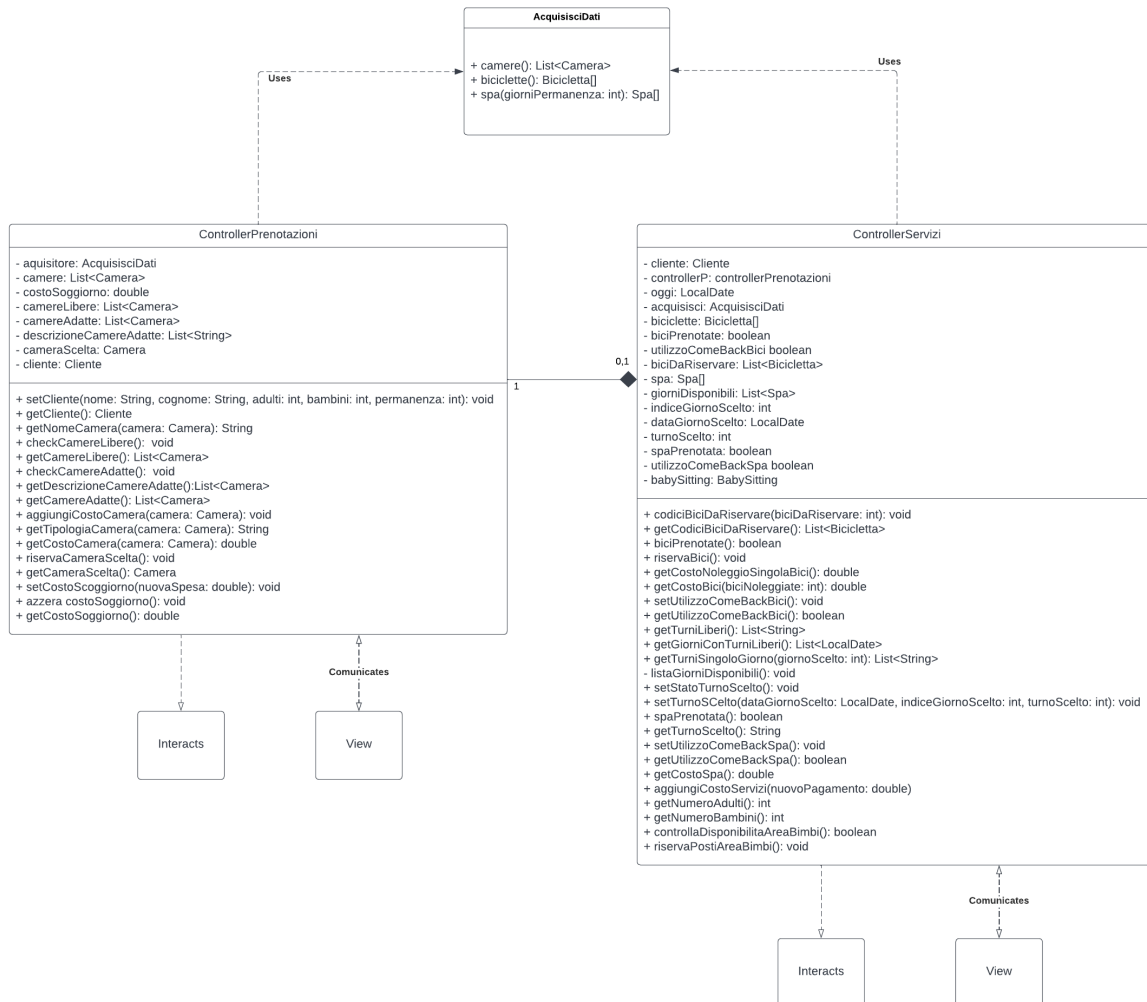 AcquisisciDati
+ camere(): List<Camera>
+ biciclette(): Bicicletta[]
+ spa(giorniPermanenza: int): Spa[]
Uses
Uses
ControllerPrenotazioni
- aquisitore: AcquisisciDati
- camere: List<Camera>
- costoSoggiorno: double
- camereLibere: List<Camera>
- camereAdatte: List<Camera>
- descrizioneCamereAdatte: List<String>
- cameraScelta: Camera
- cliente: Cliente
+ setCliente(nome: String, cognome: String, adulti: int, bambini: int, permanenza: int): void
+ getCliente(): Cliente
+ getNomeCamera(camera: Camera): String
+ checkCamereLibere(): void
+ getCamereLibere(): List<Camera>
+ checkCamereAdatte(): void
+ getDescrizioneCamereAdatte():List<Camera>
+ getCamereAdatte(): List<Camera>
+ aggiungiCostoCamera(camera: Camera): void
+ getTipologiaCamera(camera: Camera): String
+ getCostoCamera(camera: Camera): double
+ riservaCameraScelta(): void
+ getCameraScelta(): Camera
+ setCostoScoggiorno(nuovaSpesa: double): void
+ azzera costoSoggiorno(): void
+ getCostoSoggiorno(): double
1
0,1
Comunicates
Interacts
View
ControllerServizi
- cliente: Cliente
- controllerP: controllerPrenotazioni
- oggi: LocalDate
- acquisisci: AcquisisciDati
- biciclette: Bicicletta[]
- biciPrenotate: boolean
- utilizzoComeBackBici boolean
- biciDaRiservare: List<Bicicletta>
- spa: Spa[]
- giorniDisponibili: List<Spa>
- indiceGiornoScelto: int
- dataGiornoScelto: LocalDate
- turnoScelto: int
- spaPrenotata: boolean
- utilizzoComeBackSpa boolean
- babySitting: BabySitting
+ codiciBiciDaRiservare(biciDaRiservare: int): void
+ getCodiciBiciDaRiservare(): List<Bicicletta>
+ biciPrenotate(): boolean
+ riservaBici(): void
+ getCostoNoleggioSingolaBici(): double
+ getCostoBici(biciNoleggiate: int): double
+ setUtilizzoComeBackBici(): void
+ getUtilizzoComeBackBici(): boolean
+ getTurniLiberi(): List<String>
+ getGiorniConTurniLiberi(): List<LocalDate>
+ getTurniSingoloGiorno(giornoScelto: int): List<String>
- listaGiorniDisponibili(): void
+ setStatoTurnoScelto(): void
+ setTurnoSCelto(dataGiornoScelto: LocalDate, indiceGiornoScelto: int, turnoScelto: int): void
+ spaPrenotata(): boolean
+ getTurnoScelto(): String
+ setUtilizzoComeBackSpa(): void
+ getUtilizzoComeBackSpa(): boolean
+ getCostoSpa(): double
+ aggiungiCostoServizi(nuovoPagamento: double)
+ getNumeroAdulti(): int
+ getNumeroBambini(): int
+ controllaDisponibilitaAreaBimbi(): boolean
+ riservaPostiAreaBimbi(): void
Comunicates
Interacts
View